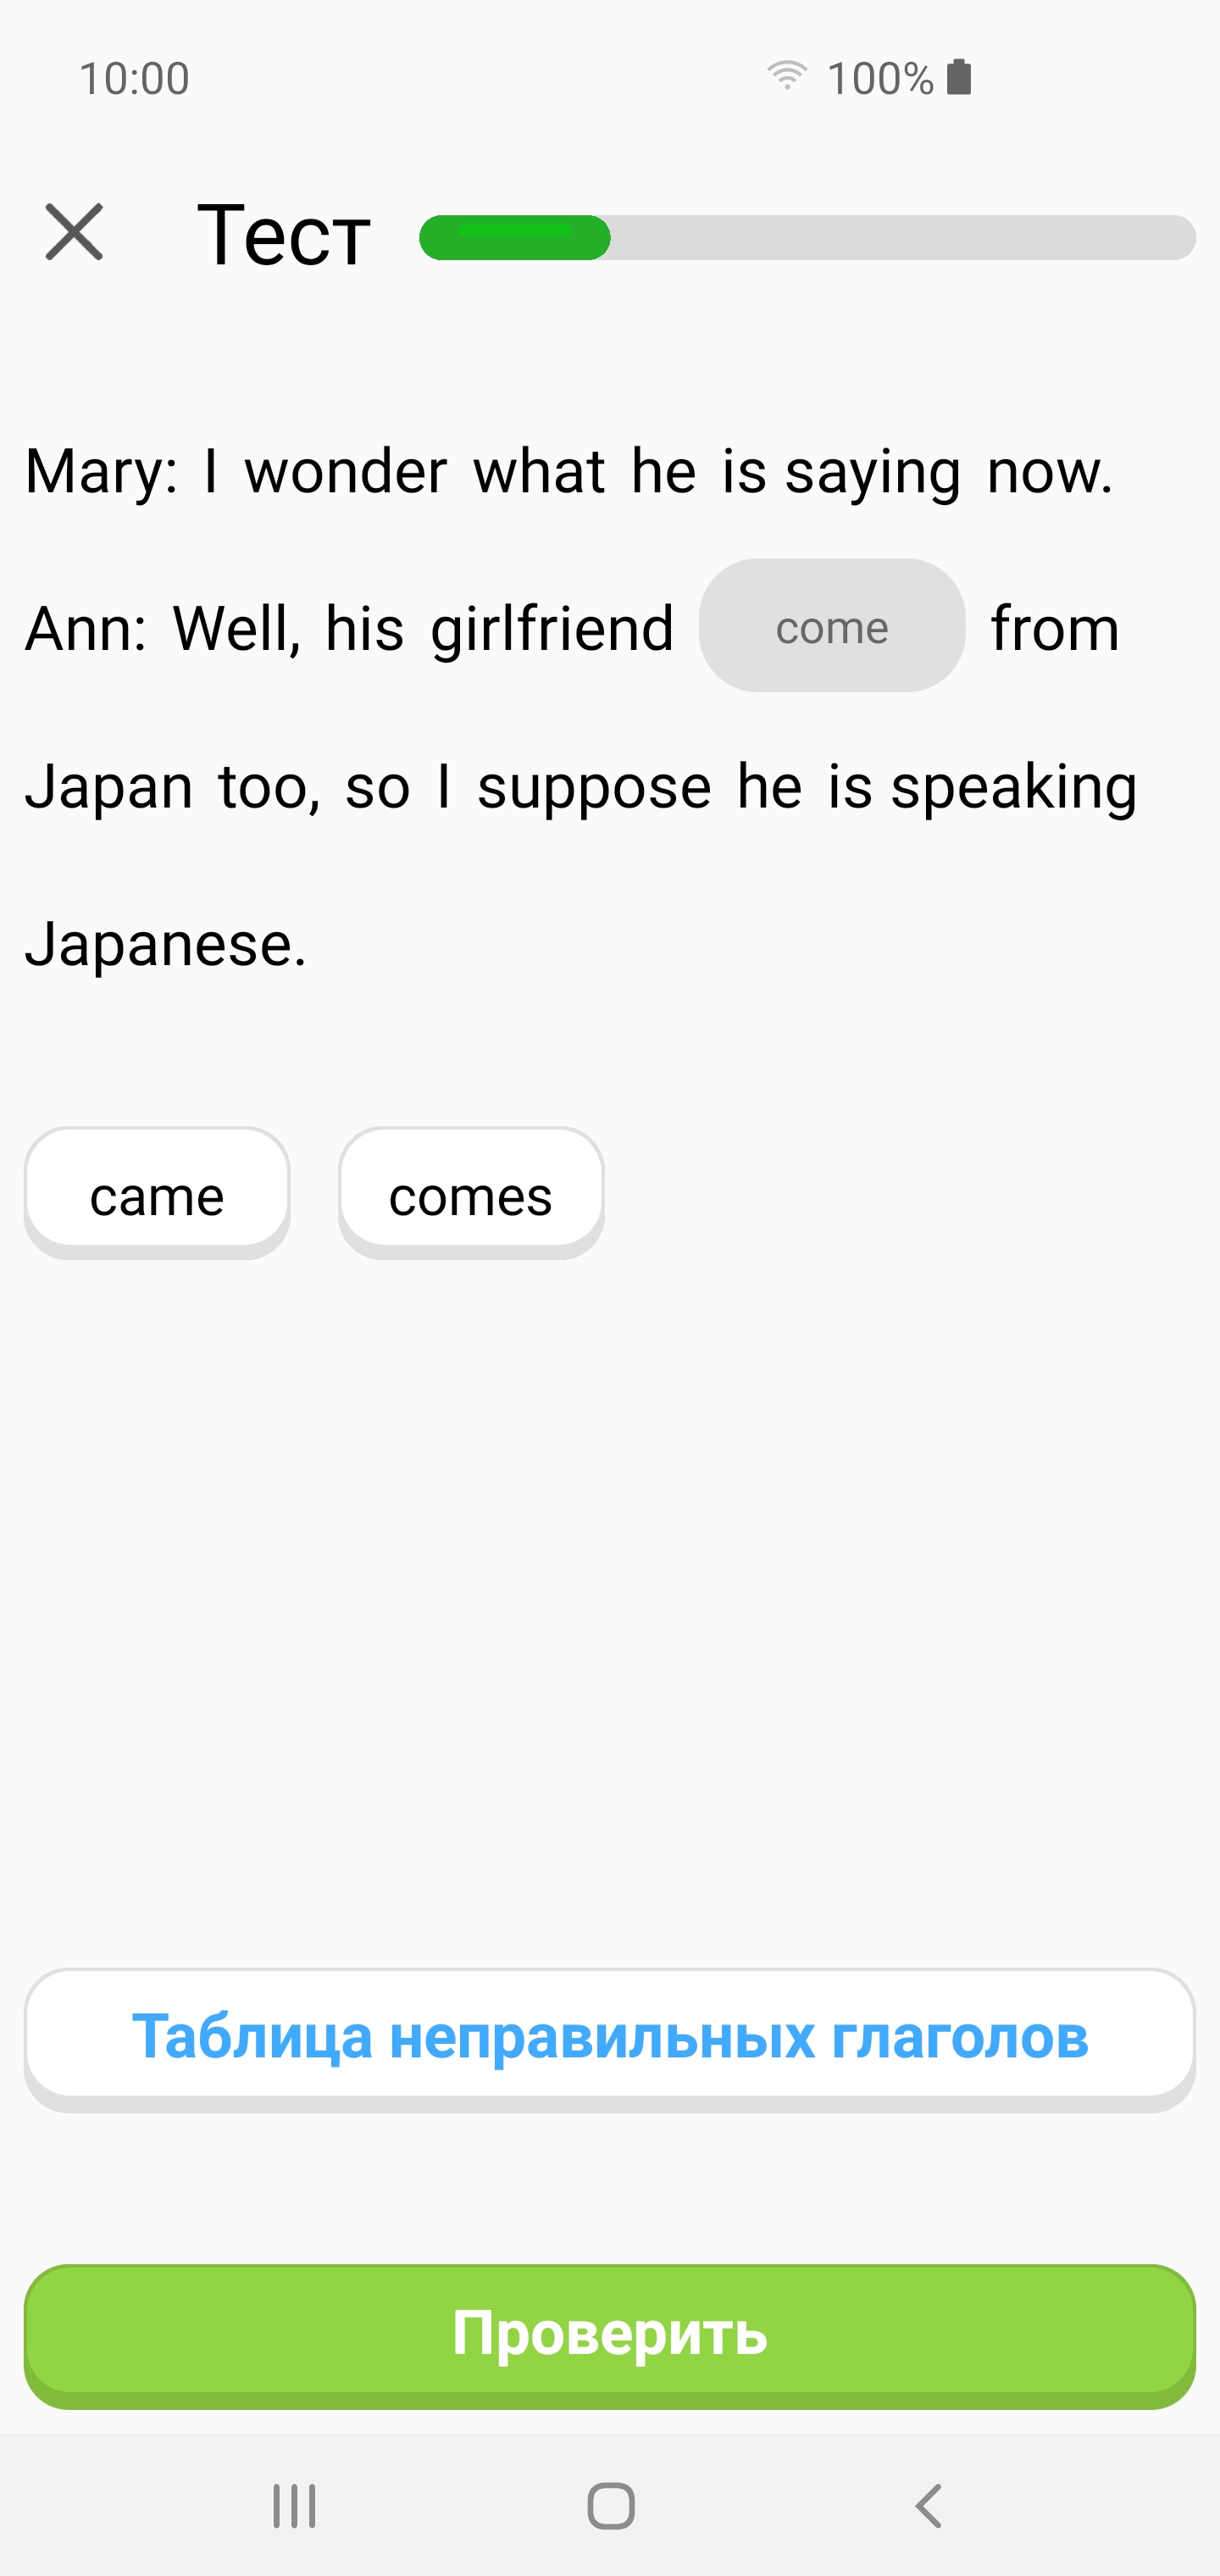 10:00
100%
Тест
Mary: I wonder what he is saying now.
Ann: Well, his girlfriend come from
Japan too, so I suppose he is speaking
Japanese.
came comes
Таблица неправильных глаголов
Проверить